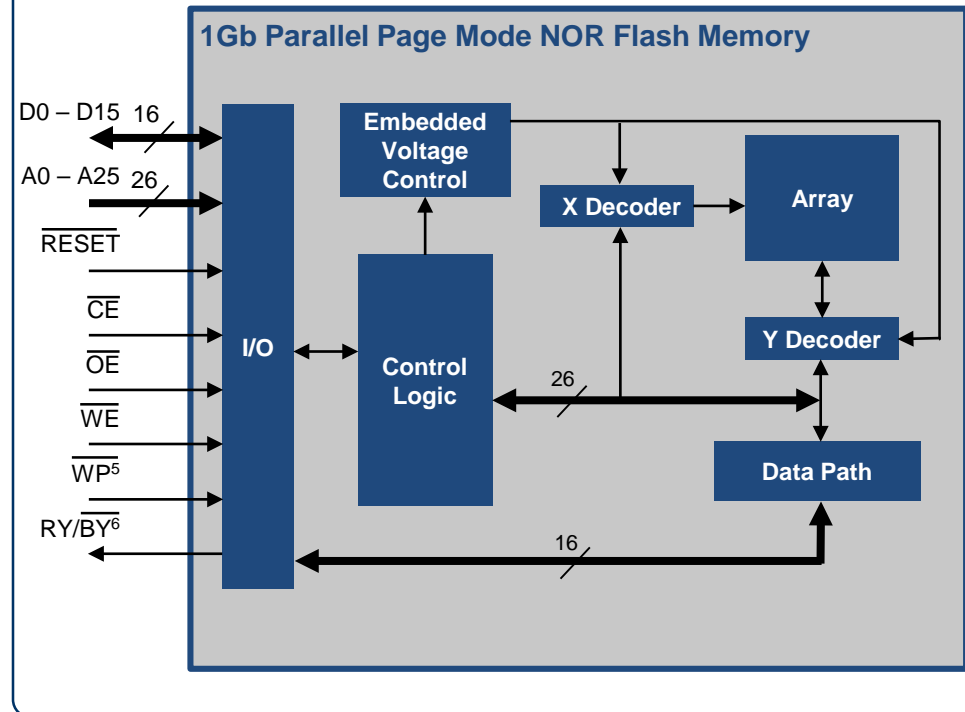 1Gb Parallel Page Mode NOR Flash Memory
D0 – D15 16
A0 – A25 26
RESET
CE
OE
WE
WP5
RY/BY6
I/O
Embedded
Voltage
Control
Control
Logic
X Decoder
Array
Y Decoder
26
Data Path
16